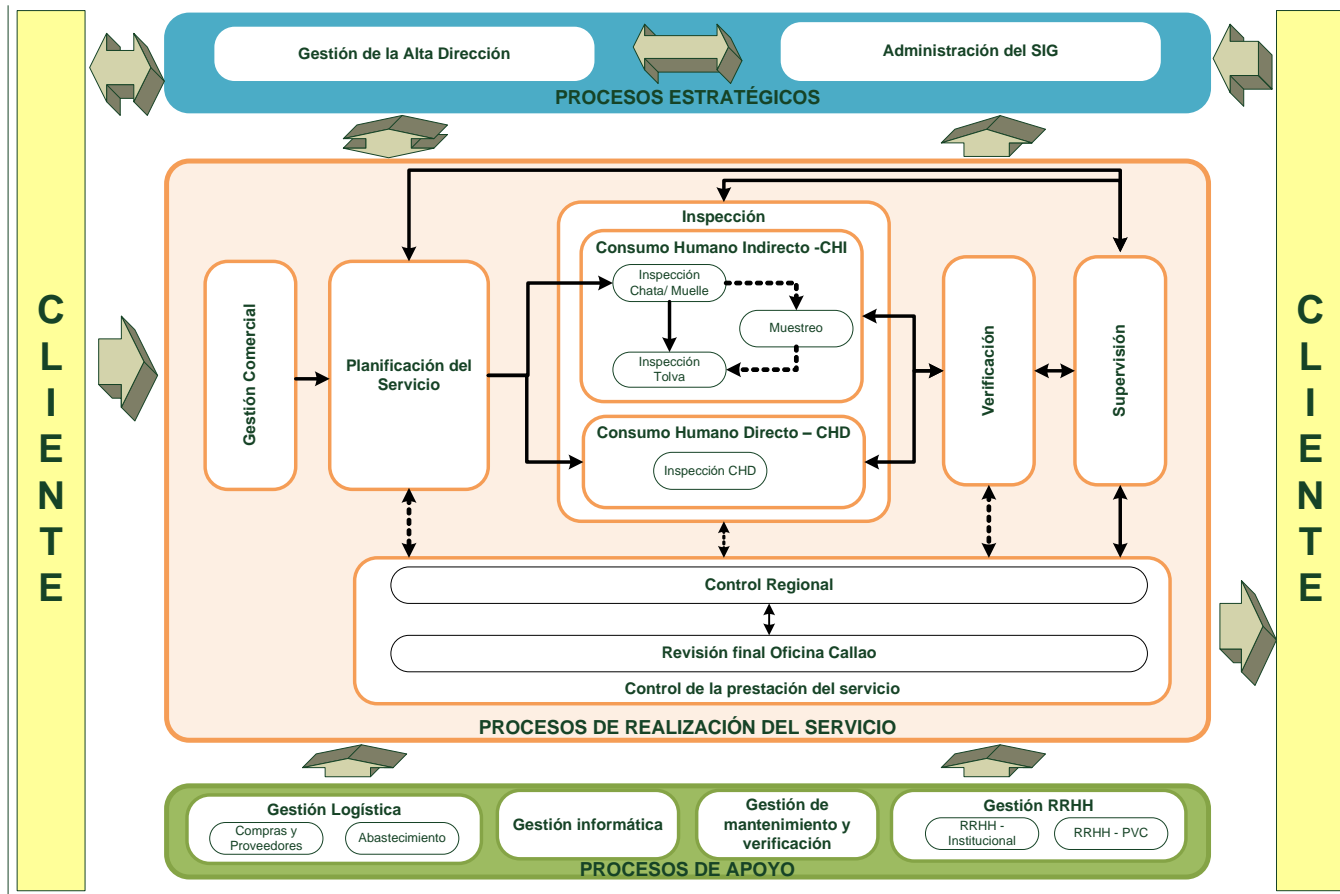 CLIENTE
Gestión de la Alta Dirección
Administración del SIG
PROCESOS ESTRATÉGICOS
Gestión Comercial
Planificación del
Servicio
Inspección
Consumo Humano Indirecto -CHI
Inspección
Chata/ Muelle
Muestreo
Inspección
Tolva
Consumo Humano Directo – CHD
Inspección CHD
Verificación
Supervisión
Control Regional
Revisión final Oficina Callao
Control de la prestación del servicio
PROCESOS DE REALIZACIÓN DEL SERVICIO
Gestión Logística
Compras y
Proveedores
Abastecimiento
Gestión informática
Gestión de
mantenimiento y
verificación
Gestión RRHH
RRHH -
Institucional
RRHH - PVC
PROCESOS DE APOYO
CLIENTE